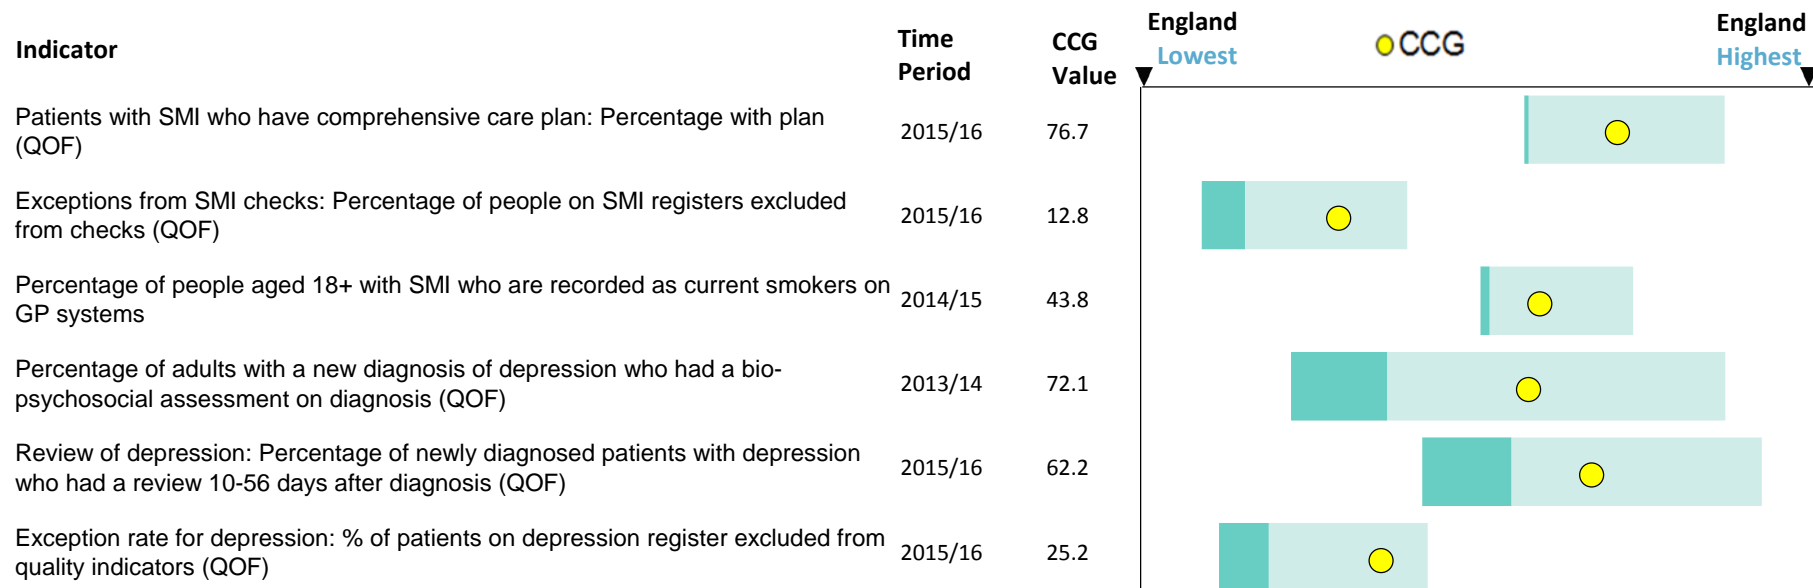 Indicator
Time
Period
CCG
Value
England
Lowest
CCG
England
Highest
Patients with SMI who have comprehensive care plan: Percentage with plan
(QOF)
2015/16
76.7
Exceptions from SMI checks: Percentage of people on SMI registers excluded
from checks (QOF)
2015/16
12.8
Percentage of people aged 18+ with SMI who are recorded as current smokers on
GP systems
2014/15
43.8
Percentage of adults with a new diagnosis of depression who had a bio-
psychosocial assessment on diagnosis (QOF)
2013/14
72.1
Review of depression: Percentage of newly diagnosed patients with depression
who had a review 10-56 days after diagnosis (QOF)
2015/16
62.2
Exception rate for depression: % of patients on depression register excluded from
quality indicators (QOF)
2015/16
25.2